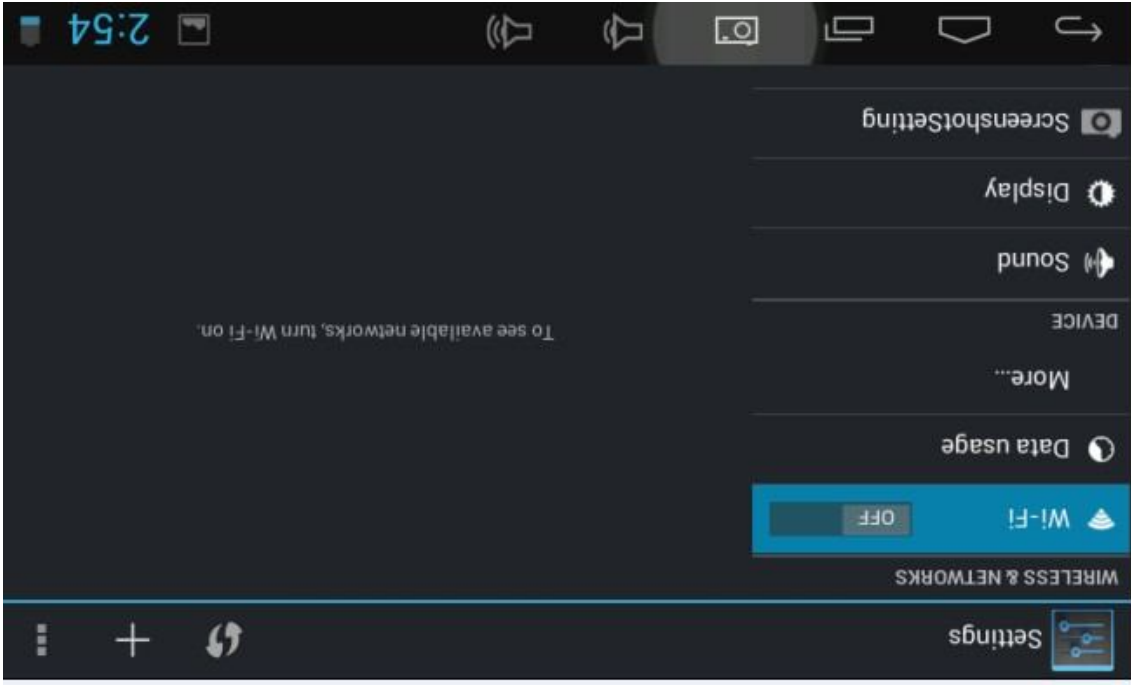 Settings
WIRELESS & NETWORKS
Wi-Fi OFF
Data usage
More...
DEVICE
Sound
Display
ScreenshotSetting
To see available networks, turn Wi-Fi on.
2:54